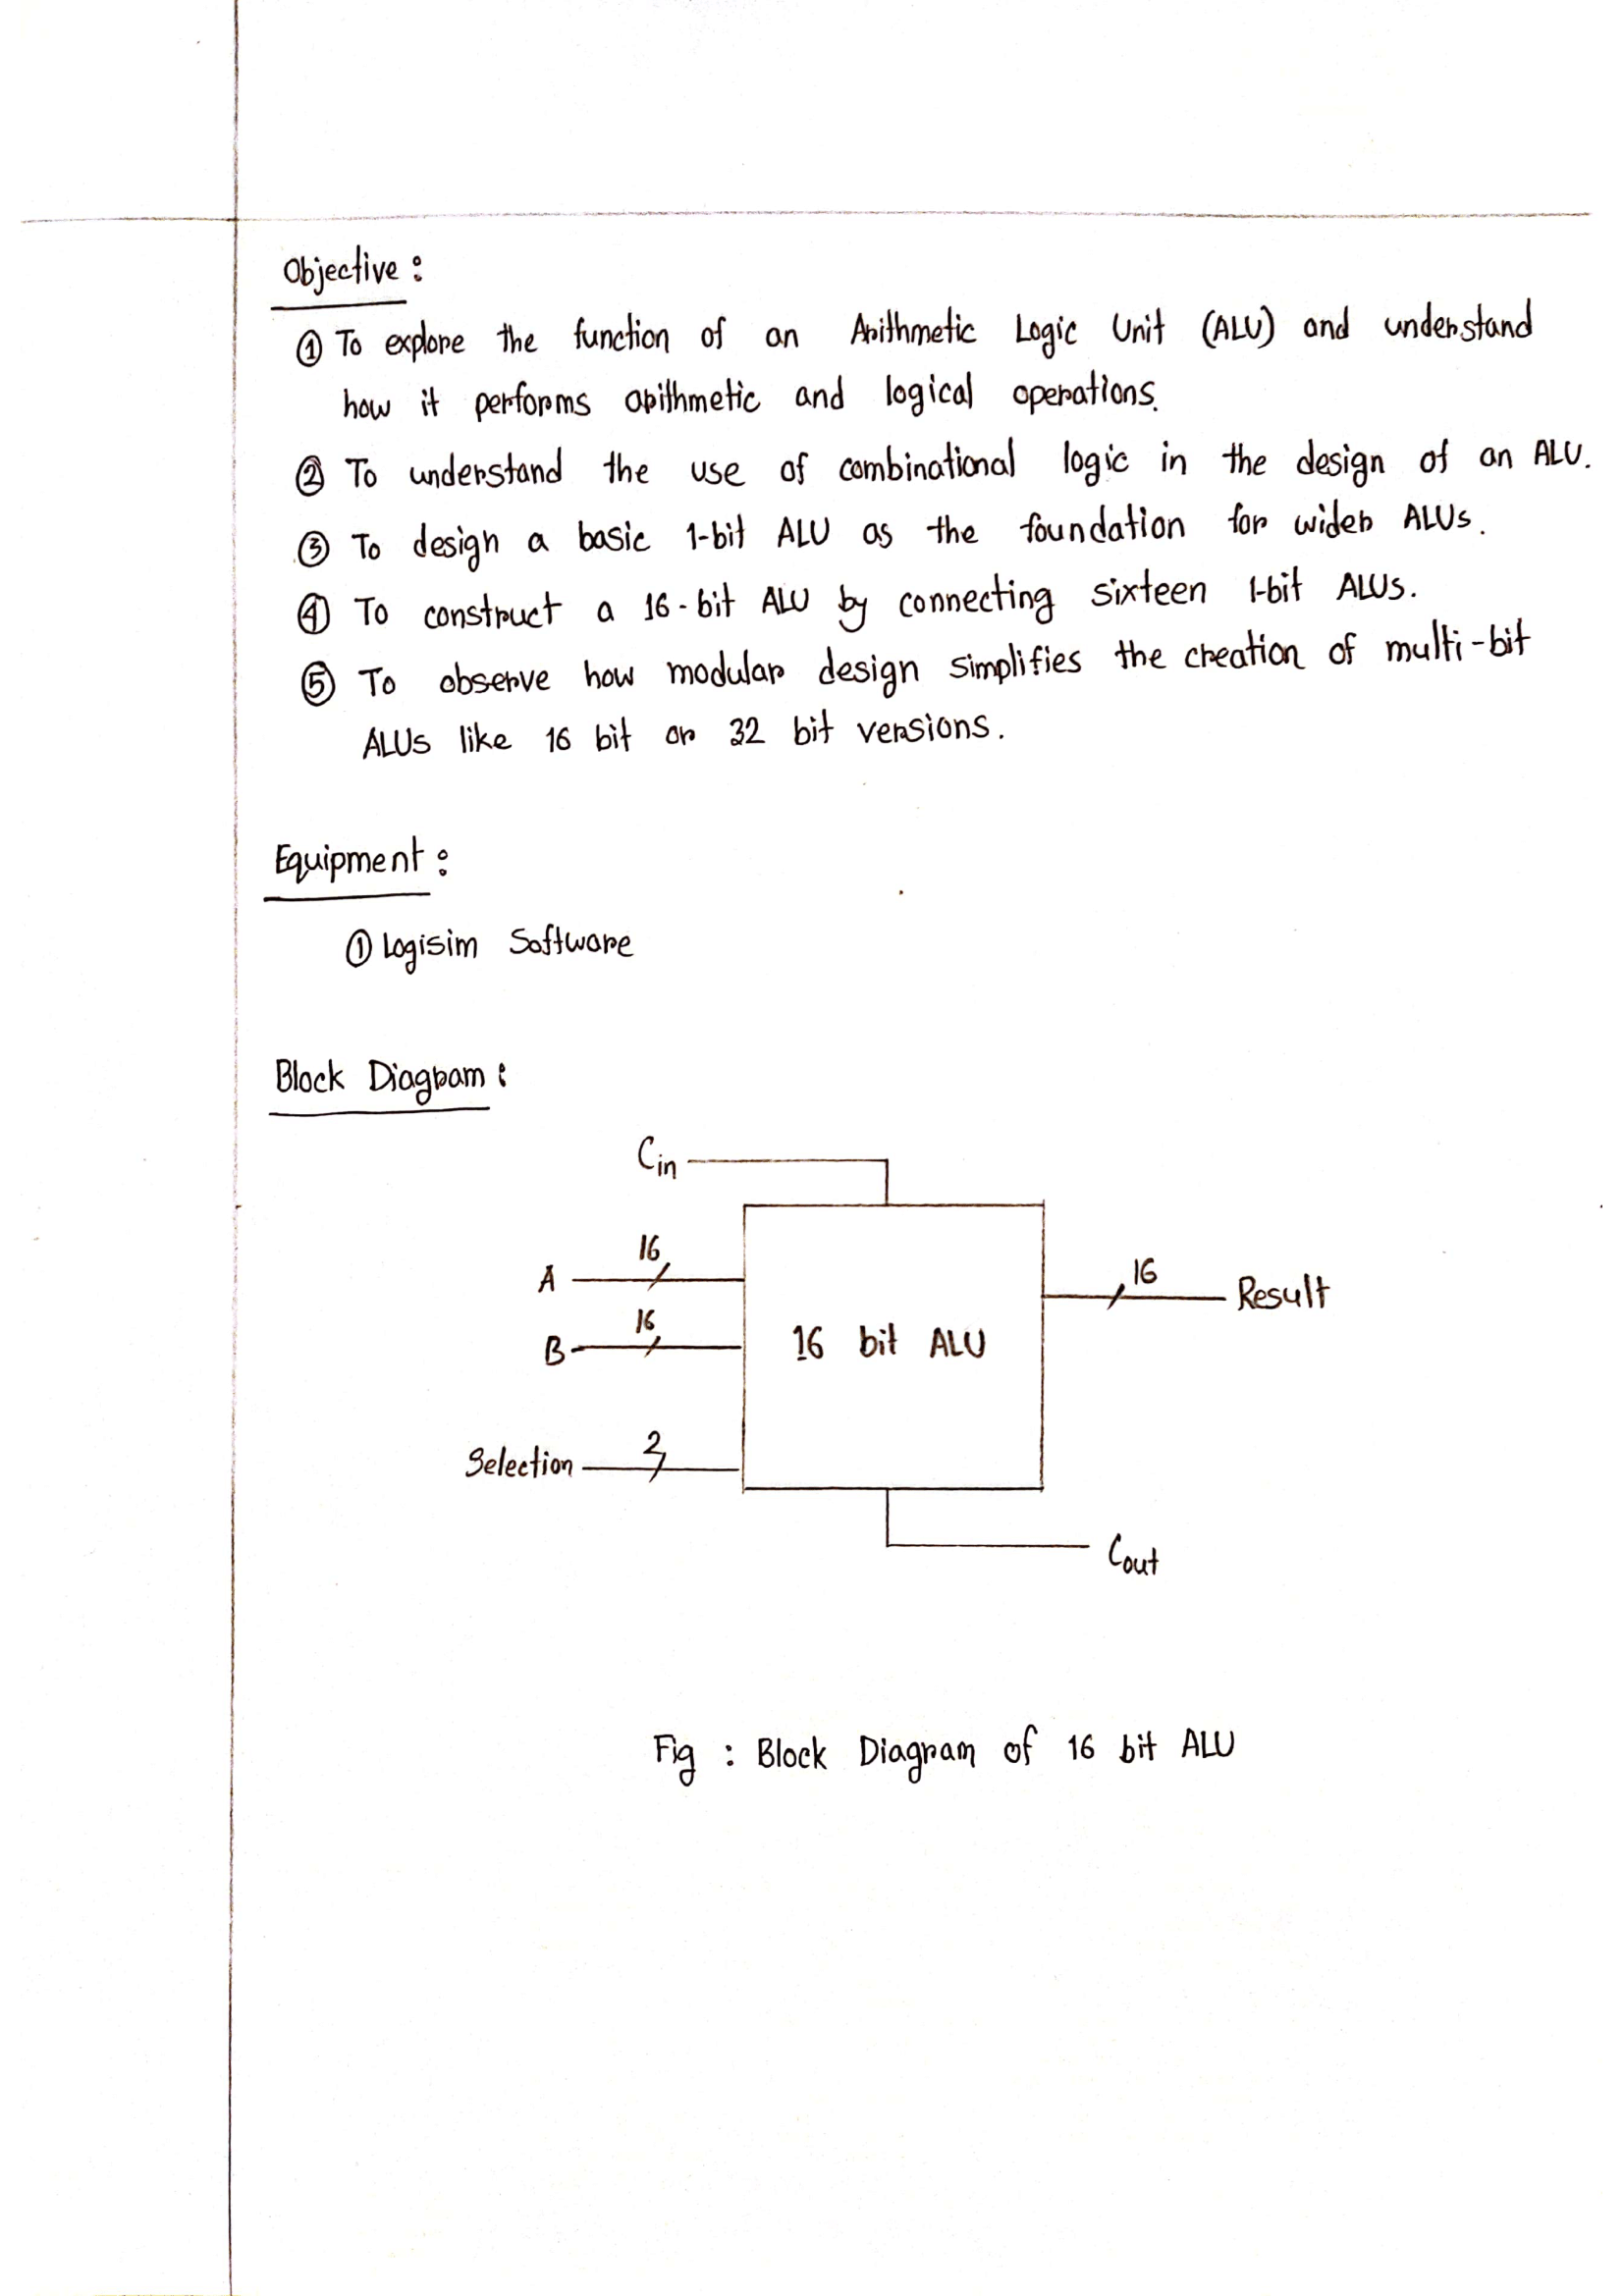 Objective :
① To explore the function of an Arithmetic Logic Unit (ALU) and understand
how it performs arithmetic and logical operations.
② To understand the use of combinational logic in the design of an ALU.
③ To design a basic 1-bit ALU as the foundation for wider ALUs.
④ To construct a 16-bit ALU by connecting sixteen 1-bit ALUs.
⑤ To observe how modular design simplifies the creation of multi-bit
ALUs like 16 bit or 32 bit versions.
Equipment :
① Logisim Software
Block Diagram :
Cin
16
A
16
Result
16
B
16 bit ALU
2
Selection
Cout
Fig : Block Diagram of 16 bit ALU